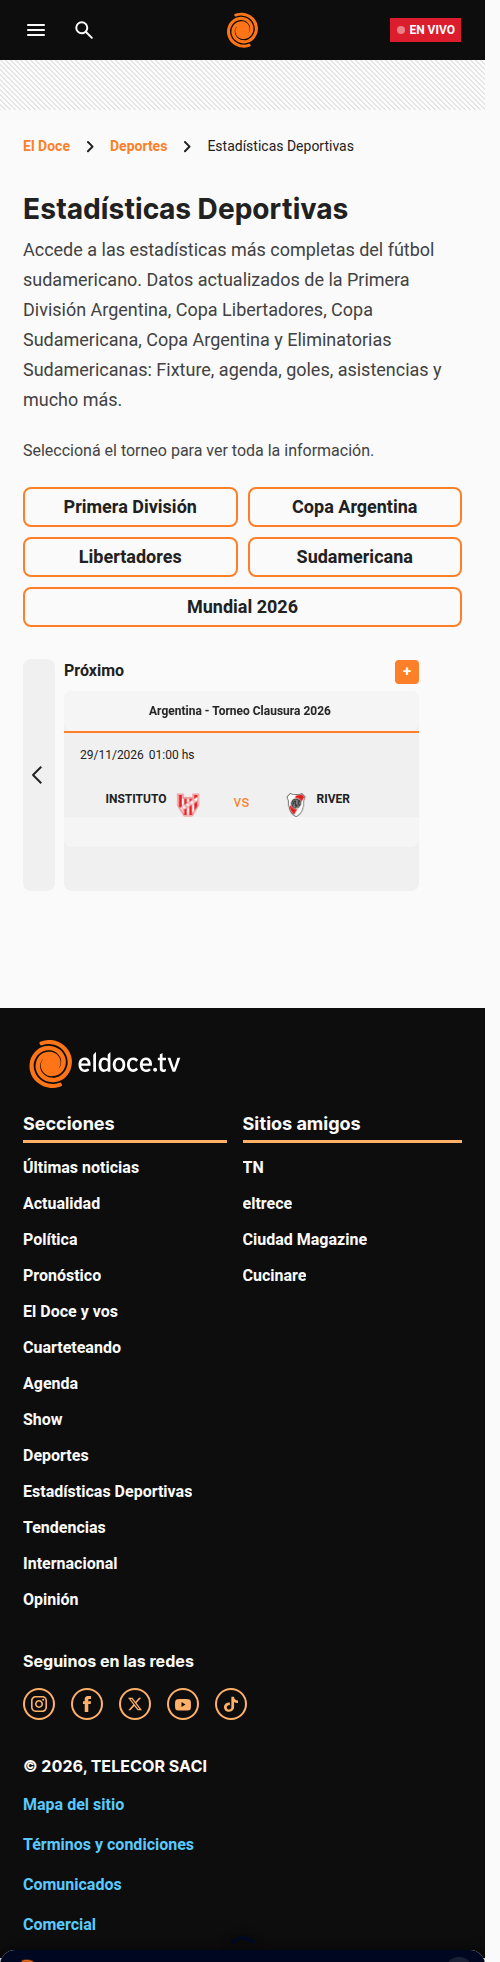 EN VIVO
El Doce > Deportes > Estadísticas Deportivas
Estadísticas Deportivas
Accede a las estadísticas más completas del fútbol
sudamericano. Datos actualizados de la Primera
División Argentina, Copa Libertadores, Copa
Sudamericana, Copa Argentina y Eliminatorias
Sudamericanas: Fixture, agenda, goles, asistencias y
mucho más.
Seleccioná el torneo para ver toda la información.
Primera División
Copa Argentina
Libertadores
Sudamericana
Mundial 2026
Próximo
+
Argentina - Torneo Clausura 2026
29/11/2026 01:00 hs
INSTITUTO VS RIVER
eldoce.tv
Secciones
Últimas noticias
Actualidad
Política
Pronóstico
El Doce y vos
Cuarteteando
Agenda
Show
Deportes
Estadísticas Deportivas
Tendencias
Internacional
Opinión
Sitios amigos
TN
eltrece
Ciudad Magazine
Cucinare
Seguinos en las redes
© 2026, TELECOR SACI
Mapa del sitio
Términos y condiciones
Comunicados
Comercial